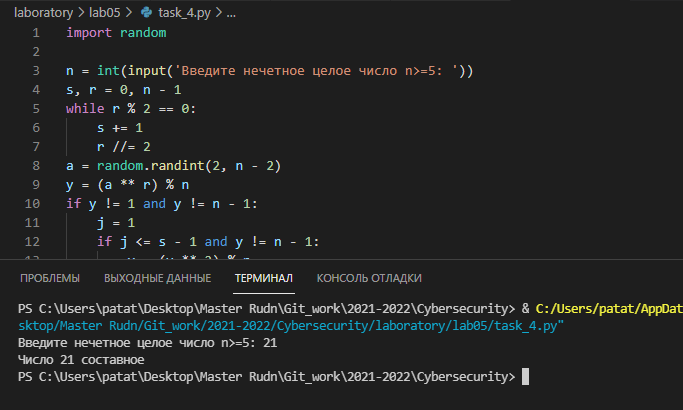 laboratory > lab05 > task_4.py > ...
1 import random
2
3 n = int(input('Введите нечетное целое число n>=5: '))
4 s, r = 0, n - 1
5 while r % 2 == 0:
6 s += 1
7 r //= 2
8 a = random.randint(2, n - 2)
9 y = (a ** r) % n
10 if y != 1 and y != n - 1:
11 j = 1
12 if j <= s - 1 and y != n - 1:
ПРОБЛЕМЫ ВЫХОДНЫЕ ДАННЫЕ ТЕРМИНАЛ КОНСОЛЬ ОТЛАДКИ
PS C:\Users\patat\Desktop\Master Rudn\Git_work\2021-2022\Cybersecurity> & C:/Users/patat/AppDat
sktop/Master Rudn/Git_work/2021-2022/Cybersecurity/laboratory/lab05/task_4.py"
Введите нечетное целое число n>=5: 21
Число 21 составное
PS C:\Users\patat\Desktop\Master Rudn\Git_work\2021-2022\Cybersecurity>